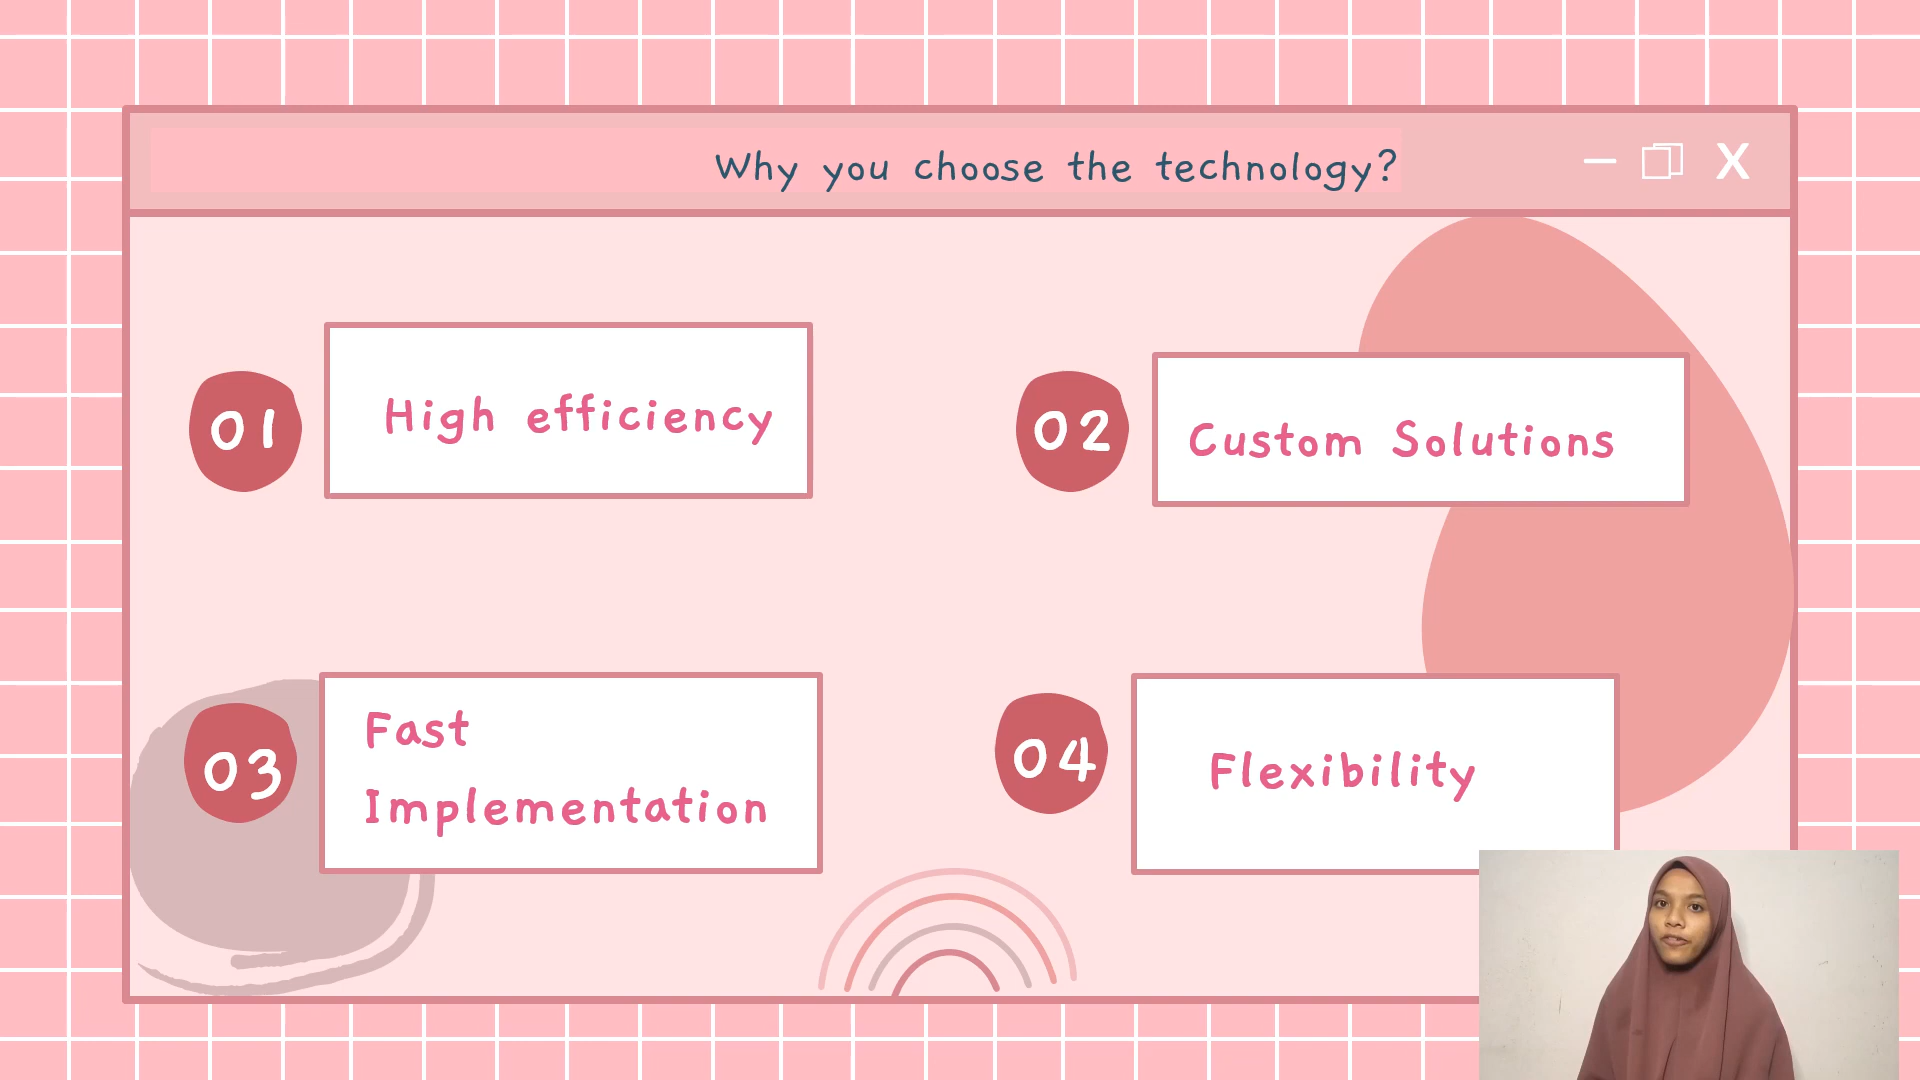 Why you choose the technology?
01
High efficiency
02
Custom Solutions
03
Fast
Implementation
04
Flexibility